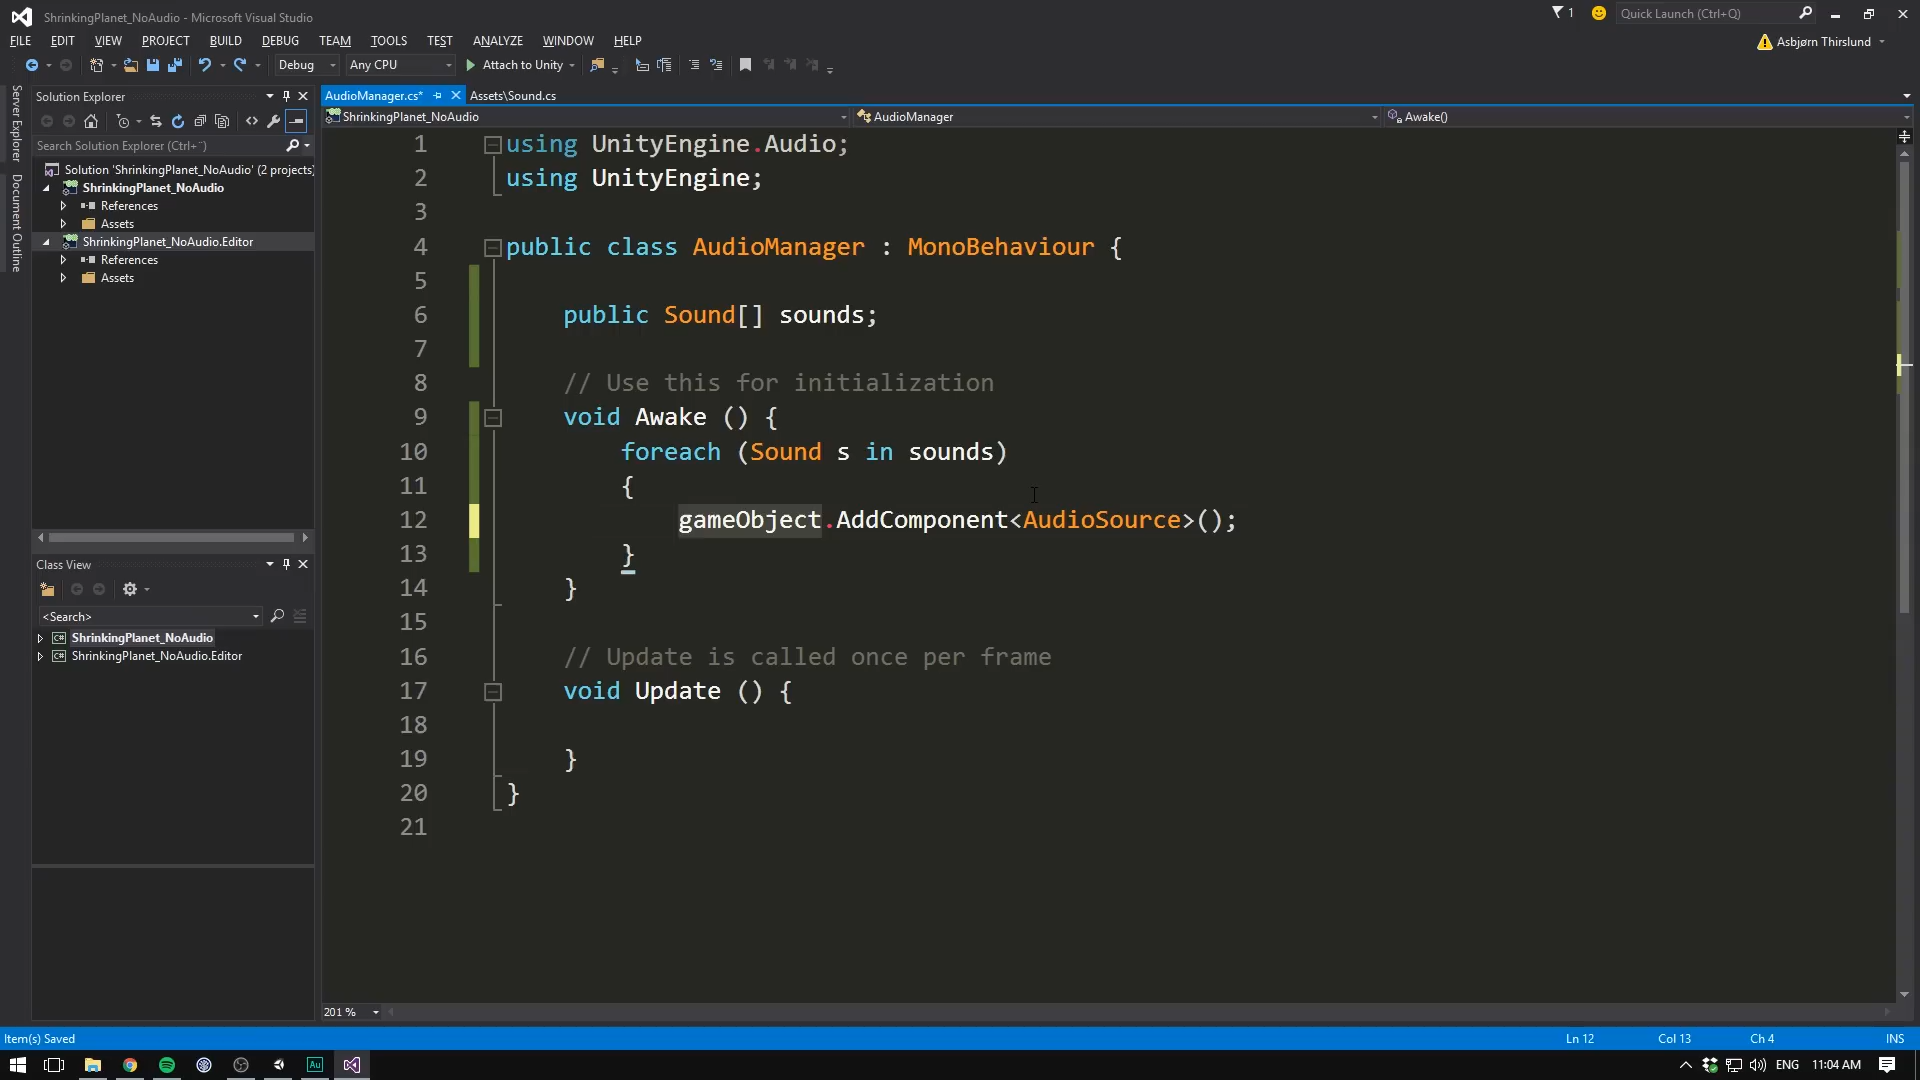 ShrinkingPlanet_NoAudio - Microsoft Visual Studio
1
Quick Launch (Ctrl+Q)
FILE EDIT VIEW PROJECT BUILD DEBUG TEAM TOOLS TEST ANALYZE WINDOW HELP
Asbjørn Thirslund
Debug Any CPU Attach to Unity
Server Explorer
Document Outline
Solution Explorer
AudioManager.cs* Assets\Sound.cs
ShrinkingPlanet_NoAudio AudioManager Awake()
Search Solution Explorer (Ctrl+¨)
Solution 'ShrinkingPlanet_NoAudio' (2 projects)
ShrinkingPlanet_NoAudio
References
Assets
ShrinkingPlanet_NoAudio.Editor
References
Assets
Class View
<Search>
ShrinkingPlanet_NoAudio
ShrinkingPlanet_NoAudio.Editor
1 using UnityEngine.Audio;
2 using UnityEngine;
3
4 public class AudioManager : MonoBehaviour {
5
6 public Sound[] sounds;
7
8 // Use this for initialization
9 void Awake () {
10 foreach (Sound s in sounds)
11 {
12 gameObject.AddComponent<AudioSource>();
13 }
14 }
15
16 // Update is called once per frame
17 void Update () {
18
19 }
20 }
21
201 %
Item(s) Saved Ln 12 Col 13 Ch 4 INS
Au
ENG 11:04 AM